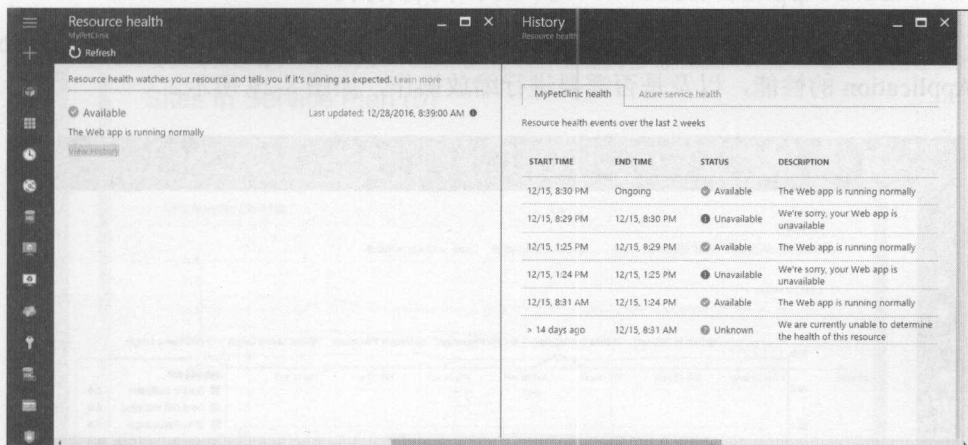 Resource health
MyPetClinic
Refresh
Resource health watches your resource and tells you if it's running as expected. Learn more
Available
Last updated: 12/28/2016, 8:39:00 AM
The Web app is running normally
View History
History
Resource health
MyPetClinic health
Azure service health
Resource health events over the last 2 weeks
START TIME END TIME STATUS DESCRIPTION
12/15, 8:30 PM Ongoing Available The Web app is running normally
12/15, 8:29 PM 12/15, 8:30 PM Unavailable We're sorry, your Web app is
unavailable
12/15, 1:25 PM 12/15, 8:29 PM Available The Web app is running normally
12/15, 1:24 PM 12/15, 1:25 PM Unavailable We're sorry, your Web app is
unavailable
12/15, 8:31 AM 12/15, 1:24 PM Available The Web app is running normally
> 14 days ago 12/15, 8:31 AM Unknown We are currently unable to determine
the health of this resource